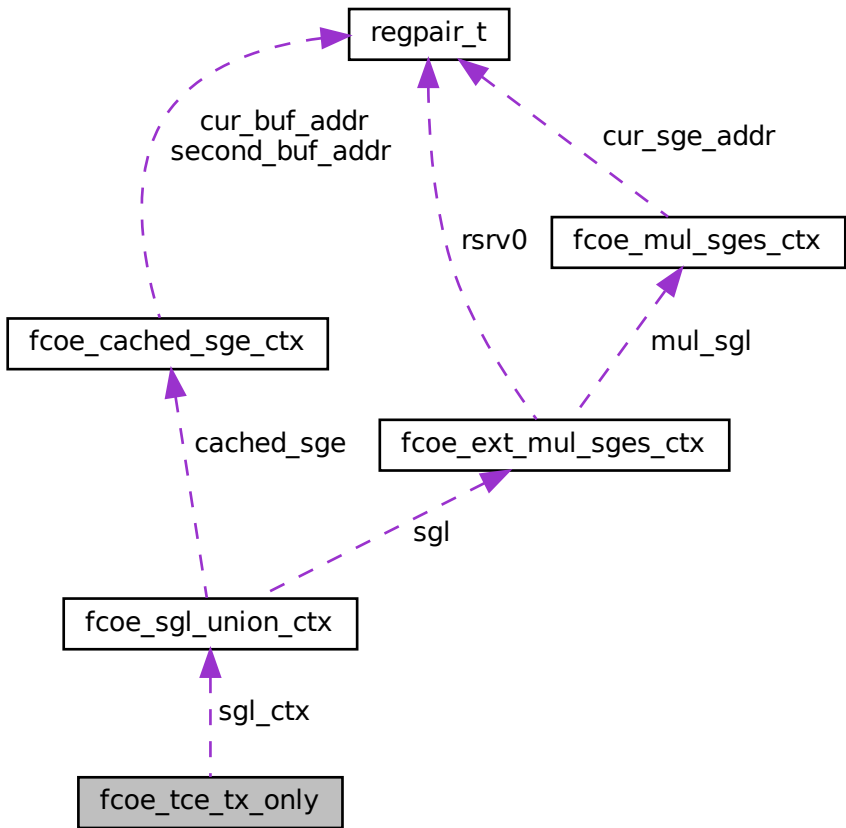 regpair_t
cur_buf_addr
second_buf_addr
cur_sge_addr
rsrv0
fcoe_mul_sges_ctx
fcoe_cached_sge_ctx
mul_sgl
cached_sge
fcoe_ext_mul_sges_ctx
sgl
fcoe_sgl_union_ctx
sgl_ctx
fcoe_tce_tx_only